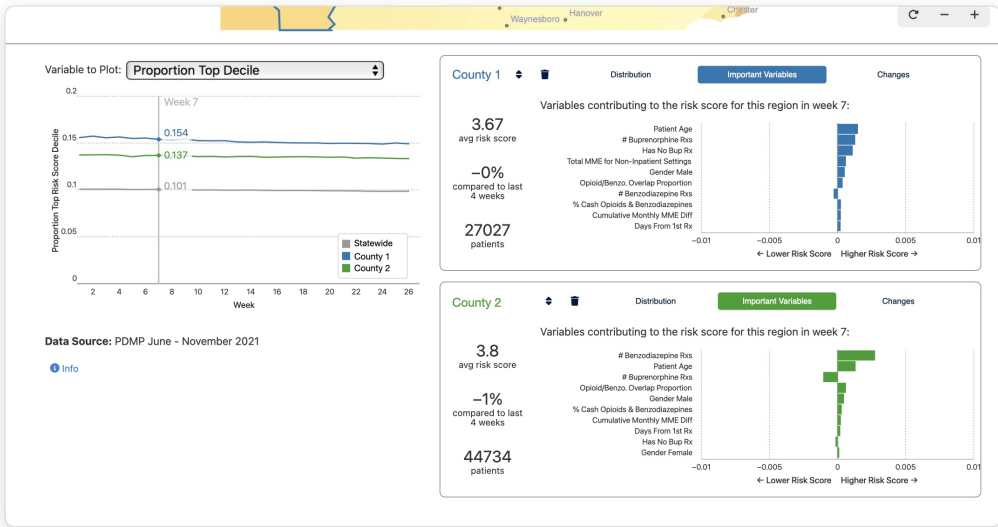 Waynesboro
Hanover
Chester
Variable to Plot: Proportion Top Decile
0.2
0.15
0.1
0.05
0
Proportion Top Risk Score Decile
Week 7
0.154
0.137
0.101
Statewide
County 1
County 2
2 4 6 8 10 12 14 16 18 20 22 24 26
Week
Data Source: PDMP June - November 2021
Info
County 1
Distribution
Important Variables
Changes
3.67
avg risk score
−0%
compared to last
4 weeks
27027
patients
Variables contributing to the risk score for this region in week 7:
Patient Age
# Buprenorphine Rxs
Has No Bup Rx
Total MME for Non-Inpatient Settings
Gender Male
Opioid/Benzo. Overlap Proportion
# Benzodiazepine Rxs
% Cash Opioids & Benzodiazepines
Cumulative Monthly MME Diff
Days From 1st Rx
−0.01 −0.005 0 0.005 0.01
← Lower Risk Score Higher Risk Score →
County 2
Distribution
Important Variables
Changes
3.8
avg risk score
−1%
compared to last
4 weeks
44734
patients
Variables contributing to the risk score for this region in week 7:
# Benzodiazepine Rxs
Patient Age
# Buprenorphine Rxs
Opioid/Benzo. Overlap Proportion
Gender Male
% Cash Opioids & Benzodiazepines
Cumulative Monthly MME Diff
Days From 1st Rx
Has No Bup Rx
Gender Female
−0.01 −0.005 0 0.005 0.01
← Lower Risk Score Higher Risk Score →